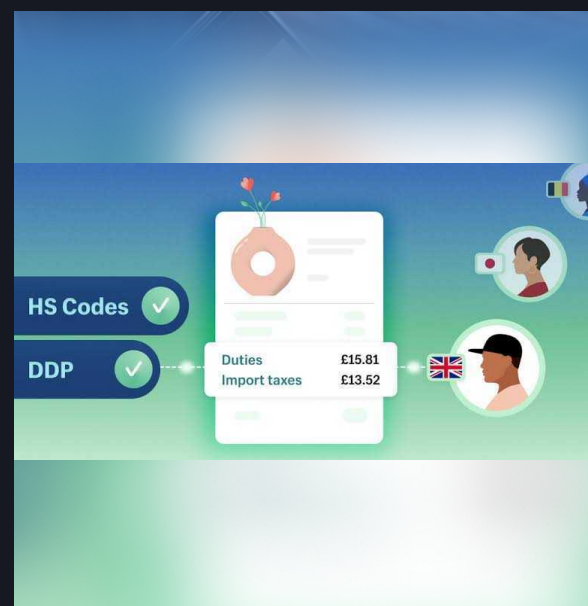 HS Codes
DDP
Duties £15.81
Import taxes £13.52